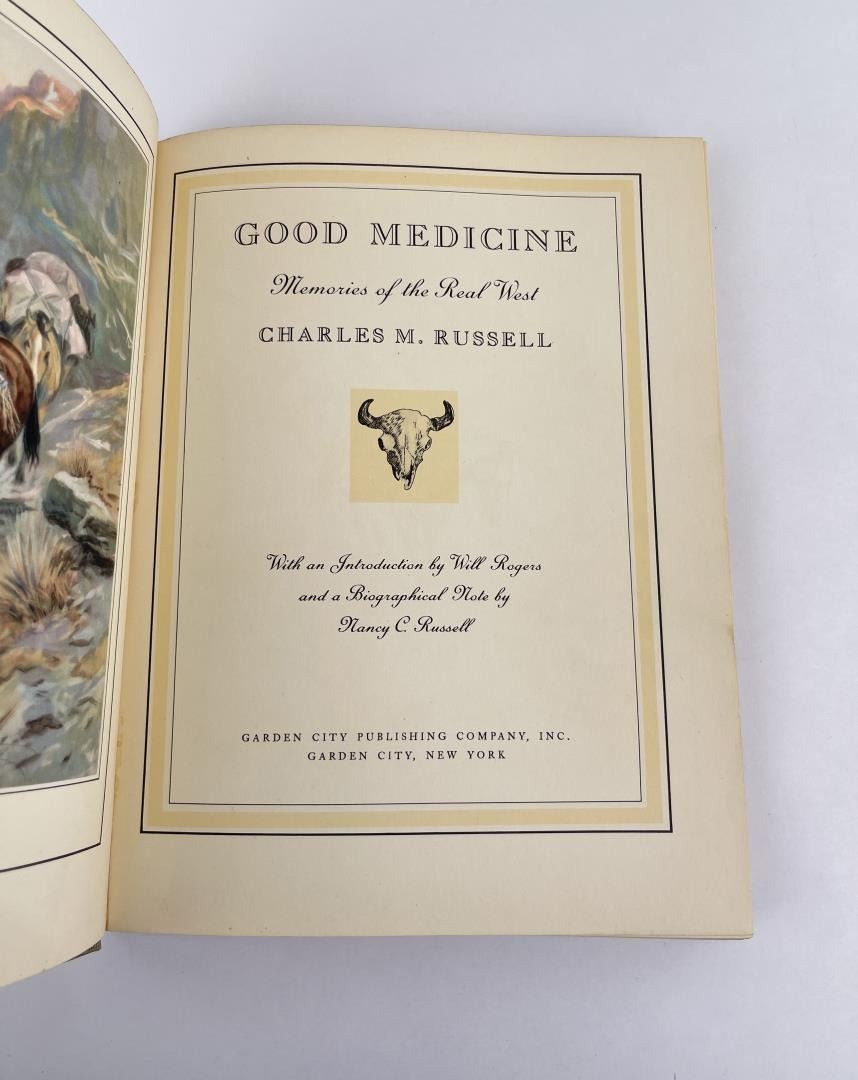 GOOD MEDICINE
Memories of the Real West
CHARLES M. RUSSELL
With an Introduction by Will Rogers
and a Biographical Note by
Nancy C. Russell
GARDEN CITY PUBLISHING COMPANY, INC.
GARDEN CITY, NEW YORK